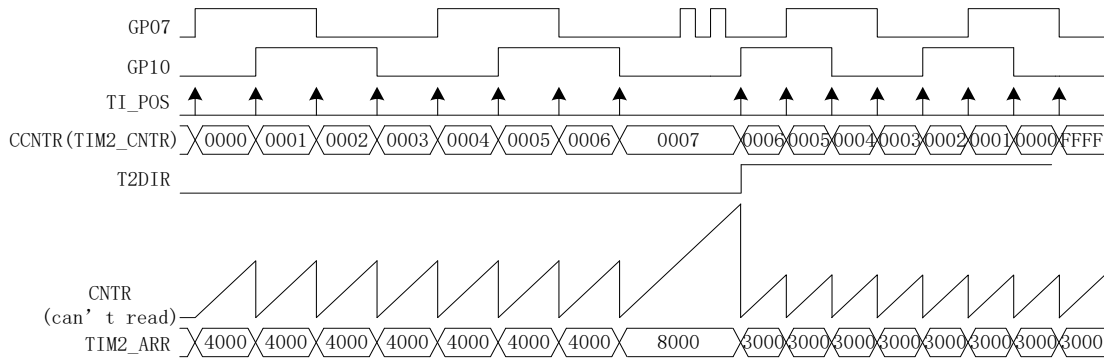 GP07
GP10
TI_POS
CCNTR(TIM2_CNTR) 0000 0001 0002 0003 0004 0005 0006 0007 0006 0005 0004 0003 0002 0001 0000 FFFF
T2DIR
CNTR
(can't read)
TIM2_ARR 4000 4000 4000 4000 4000 4000 4000 8000 3000 3000 3000 3000 3000 3000 3000 3000